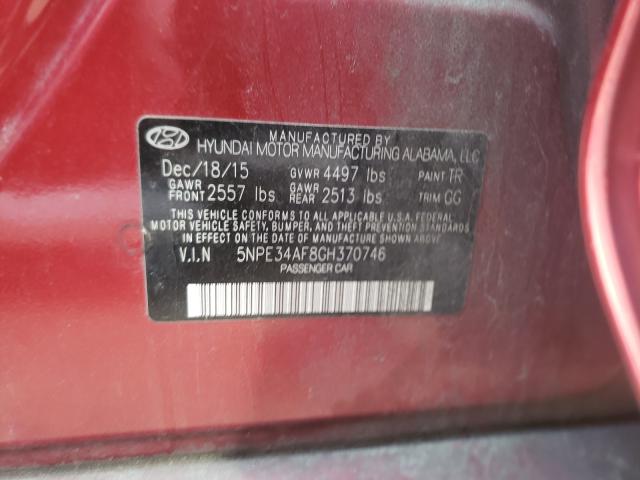 MANUFACTURED BY
HYUNDAI MOTOR MANUFACTURING ALABAMA, LLC
Dec/18/15 GVWR 4497 lbs PAINT TR
GAWR FRONT 2557 lbs GAWR REAR 2513 lbs TRIM GG
THIS VEHICLE CONFORMS TO ALL APPLICABLE U.S.A. FEDERAL
MOTOR VEHICLE SAFETY, BUMPER, AND THEFT PREVENTION STANDARDS
IN EFFECT ON THE DATE OF MANUFACTURE SHOWN ABOVE
V.I.N 5NPE34AF8GH370746
PASSENGER CAR